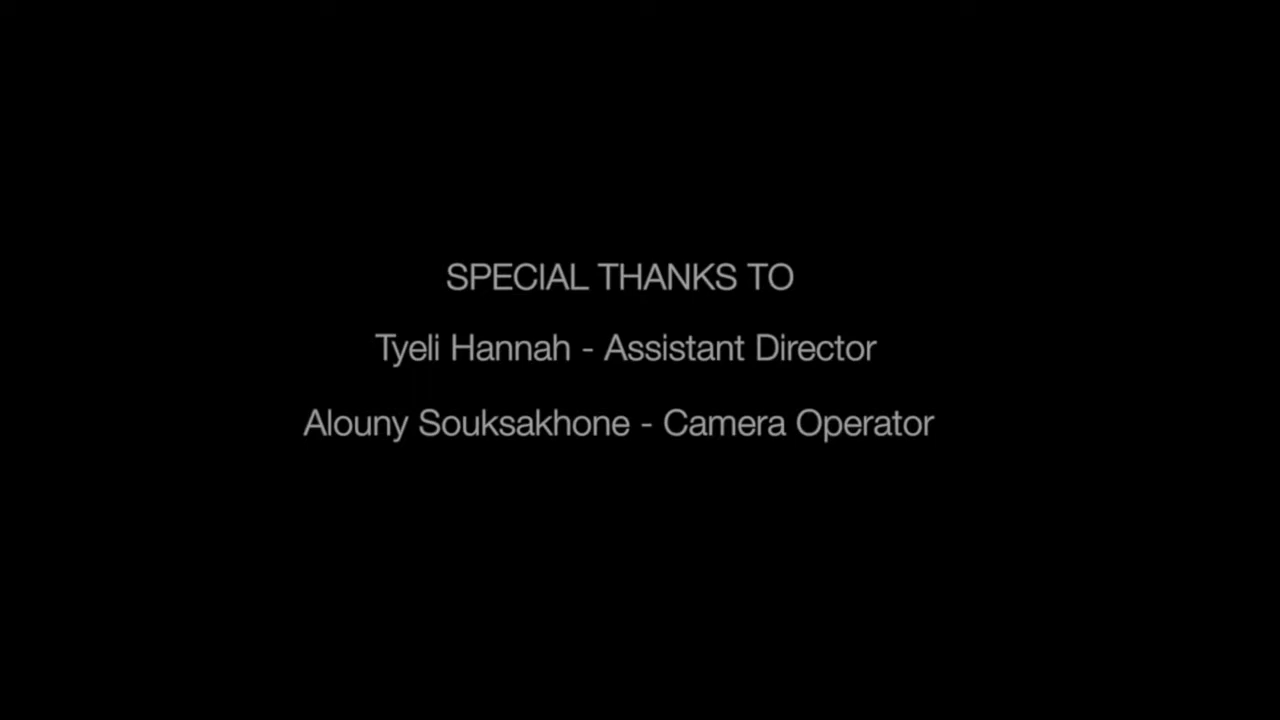 SPECIAL THANKS TO
Tyeli Hannah - Assistant Director
Alouny Souksakhone - Camera Operator